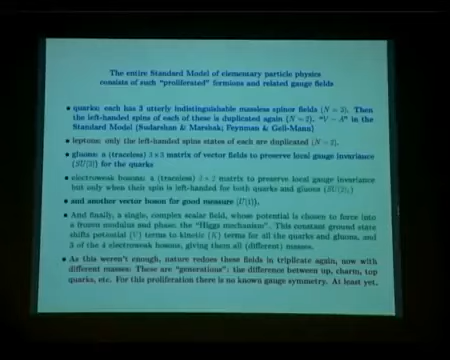 The entire Standard Model of elementary particle physics
consists of such "proliferated" fermions and related gauge fields
• quarks: each has 3 utterly indistinguishable massless spinor fields (N = 3). Then
the left-handed spins of each of these is duplicated again (N = 2). "V − A" in the
Standard Model (Sudarshan & Marshak; Feynman & Gell-Mann)
• leptons: only the left-handed spins states of each are duplicated (N = 2).
• gluons: a (traceless) 3 × 3 matrix of vector fields to preserve local gauge invariance
(SU(3)) for the quarks
• electroweak bosons: a (traceless) 2 × 2 matrix to preserve local gauge invariance
but only when their spin is left-handed for both quarks and gluons (SU(2))
• and another vector boson for good measure (U(1)).
• And finally, a single, complex scalar field, whose potential is chosen to force into
a frozen modulus and phase: the "Higgs mechanism". This constant ground state
shifts potential (V) terms to kinetic (K) terms for all the quarks and gluons, and
3 of the 4 electroweak bosons, giving them all (different) masses.
• As this weren't enough, nature redoes these fields in triplicate again, now with
different masses: These are "generations": the difference between up, charm, top
quarks, etc. For this proliferation there is no known gauge symmetry. At least yet.